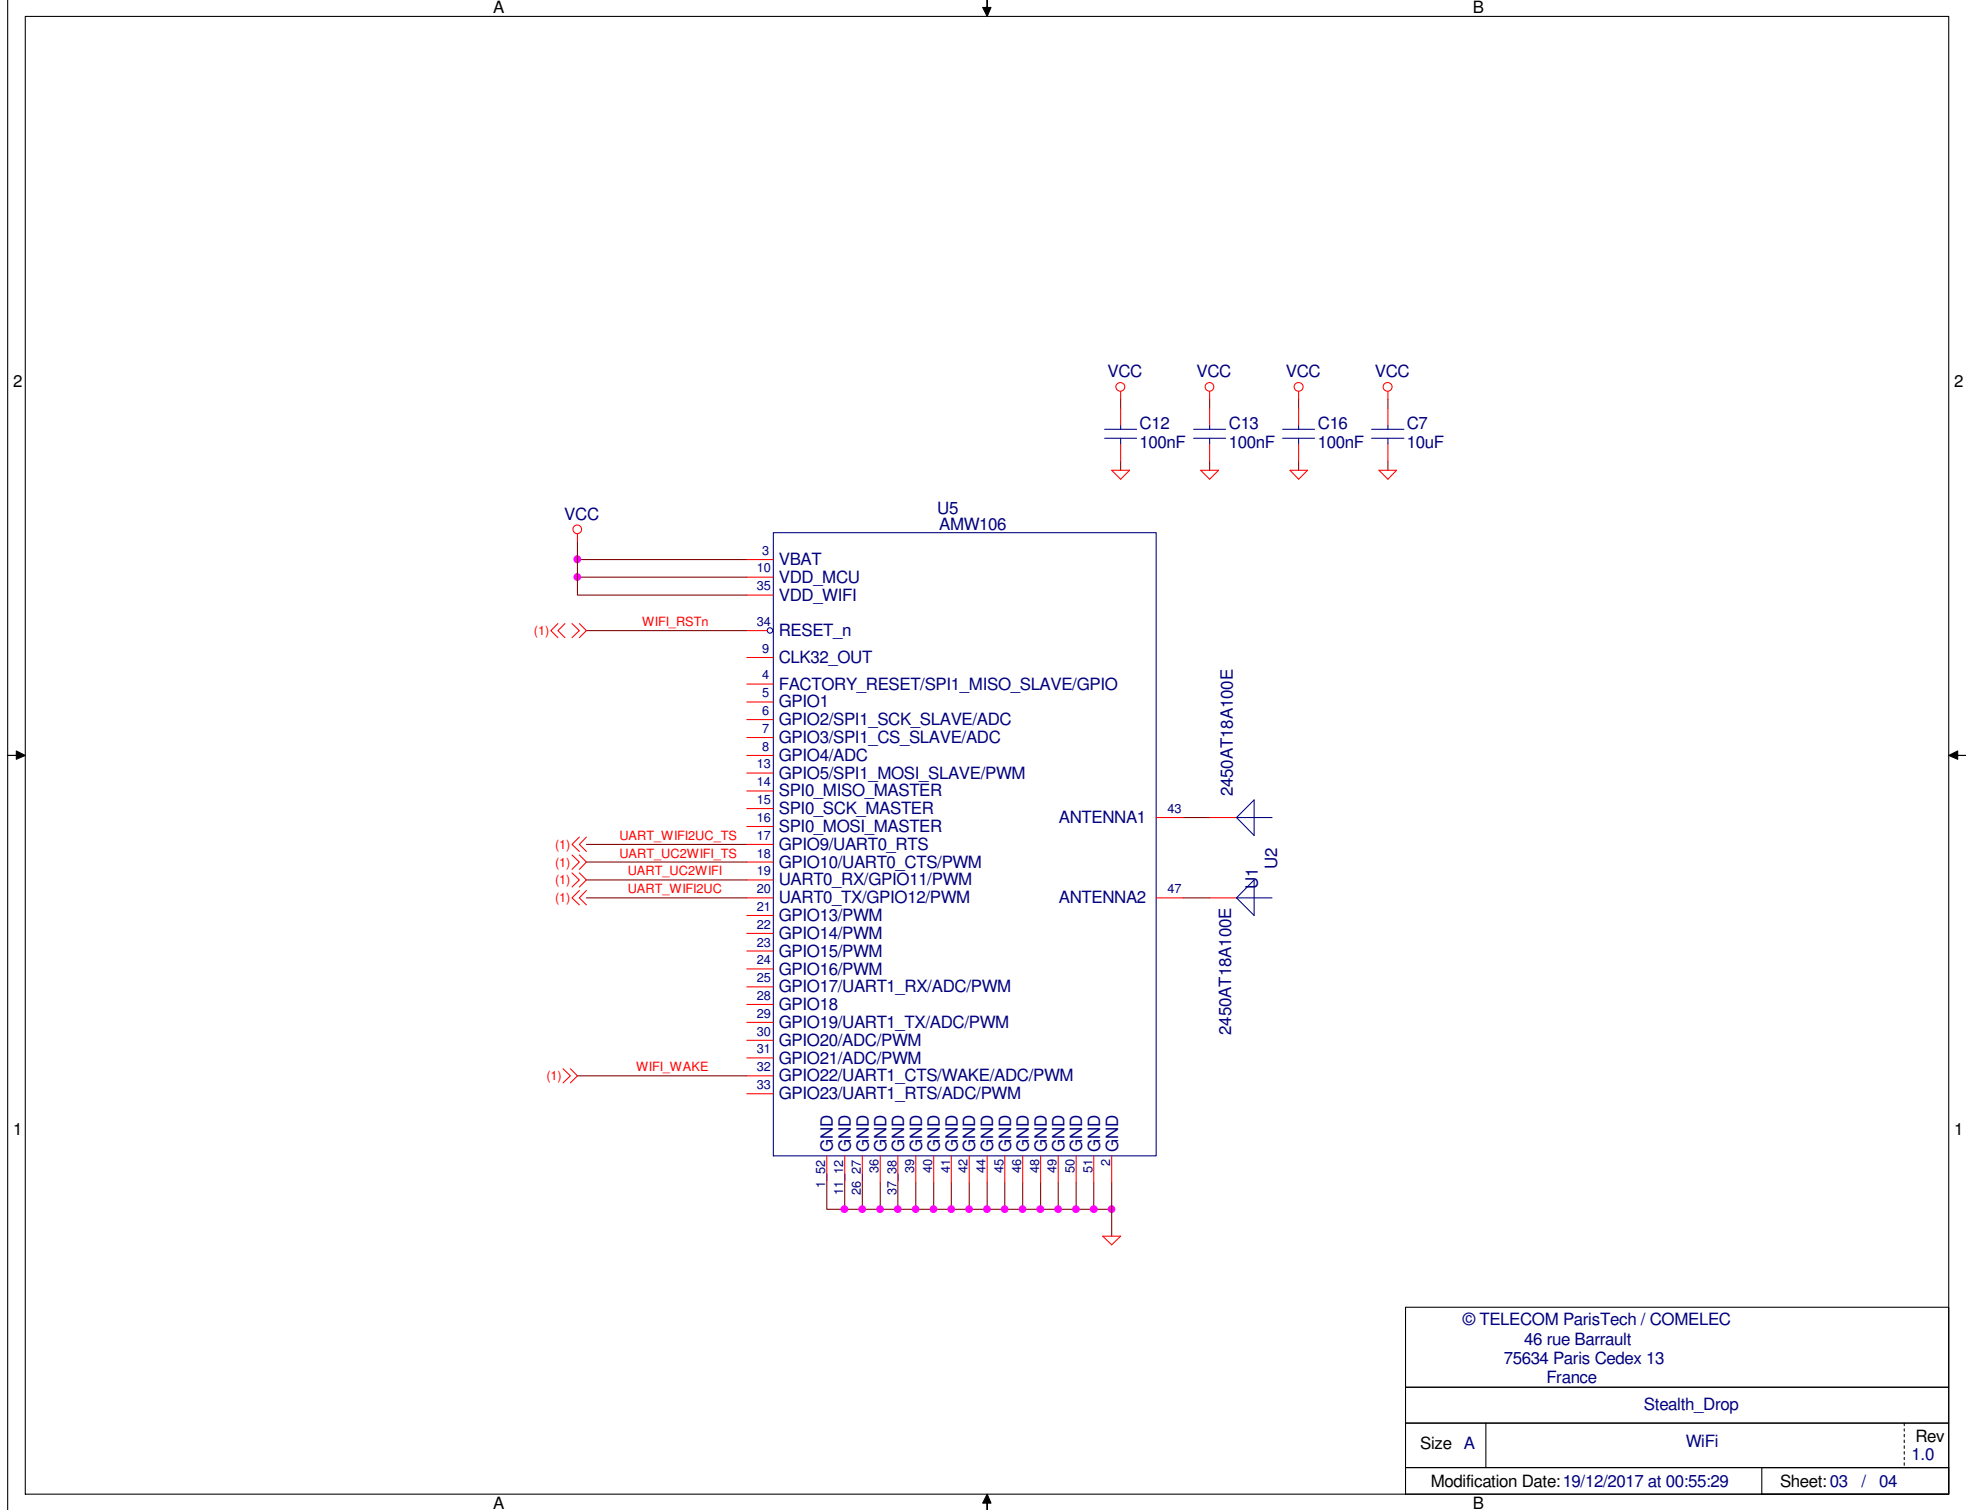 A B
2 2
VCC VCC VCC VCC
C12 C13 C16 C7
100nF 100nF 100nF 10uF
VCC
U5
AMW106
3 VBAT
10 VDD_MCU
35 VDD_WIFI
(1) WIFI_RSTn 34 RESET_n
9 CLK32_OUT
4 FACTORY_RESET/SPI1_MISO_SLAVE/GPIO
5 GPIO1
6 GPIO2/SPI1_SCK_SLAVE/ADC
7 GPIO3/SPI1_CS_SLAVE/ADC
8 GPIO4/ADC
13 GPIO5/SPI1_MOSI_SLAVE/PWM
14 SPI0_MISO_MASTER
15 SPI0_SCK_MASTER
16 SPI0_MOSI_MASTER
(1) UART_WIFI2UC_TS 17 GPIO9/UART0_RTS
(1) UART_UC2WIFI_TS 18 GPIO10/UART0_CTS/PWM
(1) UART_UC2WIFI 19 UART0_RX/GPIO11/PWM
(1) UART_WIFI2UC 20 UART0_TX/GPIO12/PWM
21 GPIO13/PWM
22 GPIO14/PWM
23 GPIO15/PWM
24 GPIO16/PWM
25 GPIO17/UART1_RX/ADC/PWM
28 GPIO18
29 GPIO19/UART1_TX/ADC/PWM
30 GPIO20/ADC/PWM
31 GPIO21/ADC/PWM
(1) WIFI_WAKE 32 GPIO22/UART1_CTS/WAKE/ADC/PWM
33 GPIO23/UART1_RTS/ADC/PWM
ANTENNA1 43
2450AT18A100E
U2
ANTENNA2 47
U1
2450AT18A100E
GND GND GND GND GND GND GND GND GND GND GND GND GND GND GND GND GND
1_52 11_12 26_27 36 37_38 39 40 41 42 44 45 46 48 49 50 51 2
1 1
© TELECOM ParisTech / COMELEC
46 rue Barrault
75634 Paris Cedex 13
France
Stealth_Drop
Size A WiFi Rev
1.0
Modification Date: 19/12/2017 at 00:55:29 Sheet: 03 / 04
A B